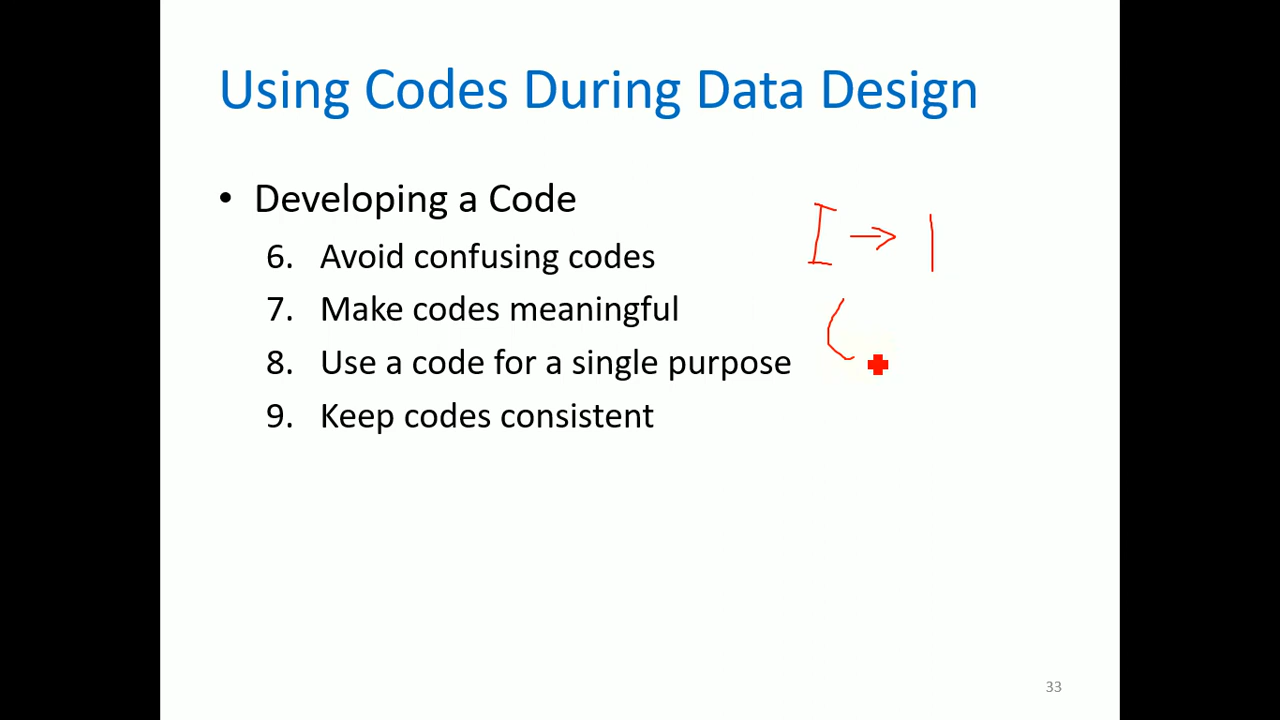 Using Codes During Data Design
• Developing a Code
6. Avoid confusing codes
7. Make codes meaningful
8. Use a code for a single purpose
9. Keep codes consistent
I → 1
33